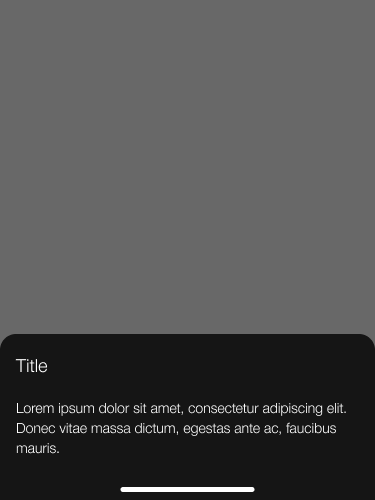 Title
Lorem ipsum dolor sit amet, consectetur adipiscing elit.
Donec vitae massa dictum, egestas ante ac, faucibus
mauris.